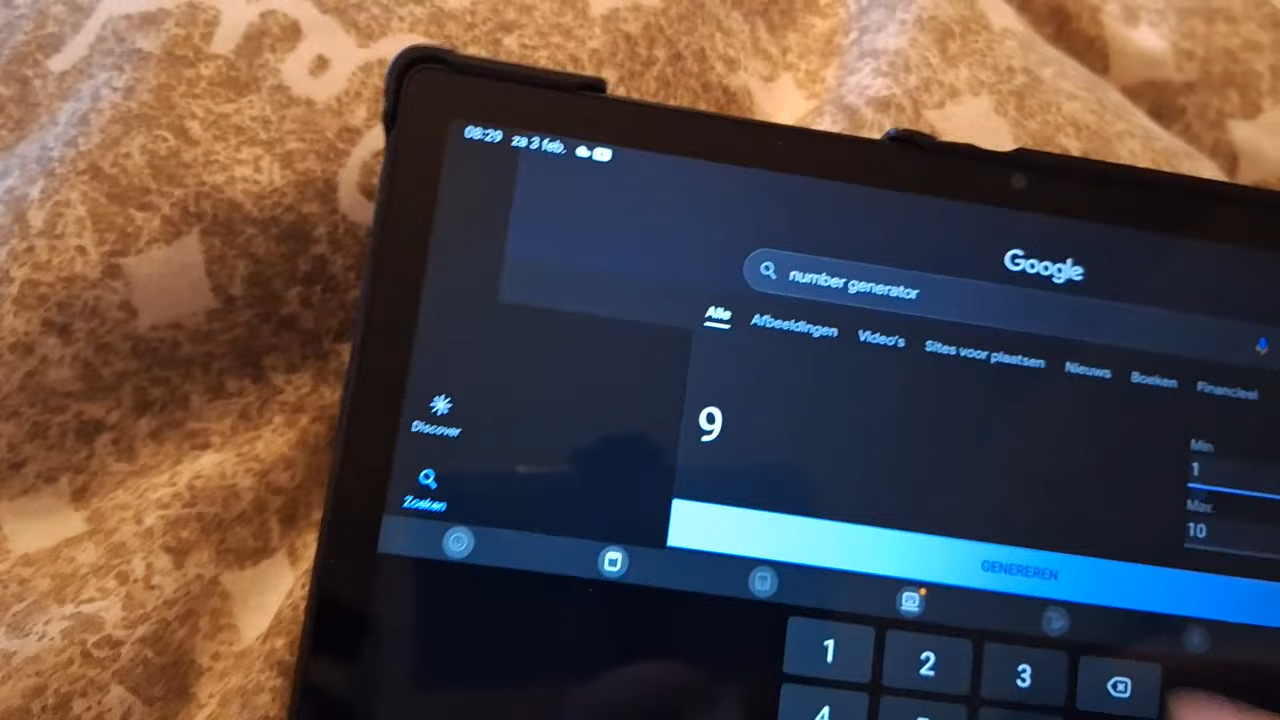 08:29 za 3 feb.
Google
number generator
Alle Afbeeldingen Video's Sites voor plaatsen Nieuws Boeken Financieel
9
Min
1
Max.
10
Discover
Zoeken
GENEREREN
1 2 3
4